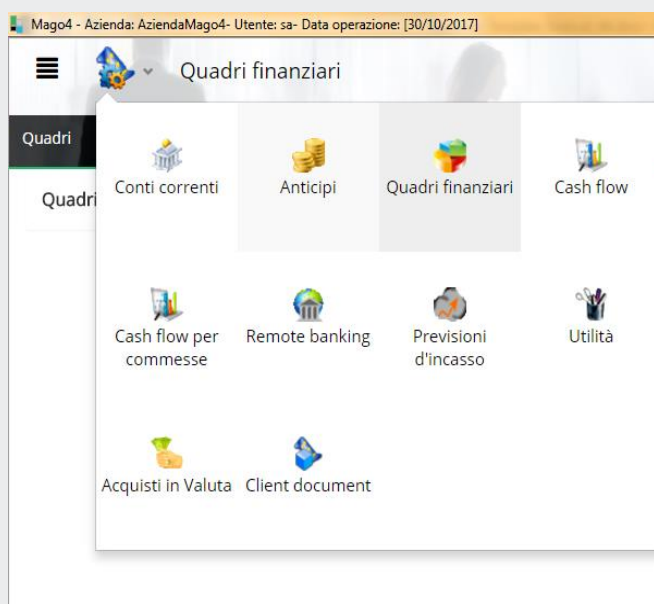 Mago4 - Azienda: AziendaMago4- Utente: sa- Data operazione: [30/10/2017]
Quadri finanziari
Quadri
Quadri
Conti correnti
Anticipi
Quadri finanziari
Cash flow
Cash flow per
commesse
Remote banking
Previsioni
d'incasso
Utilità
Acquisti in Valuta
Client document